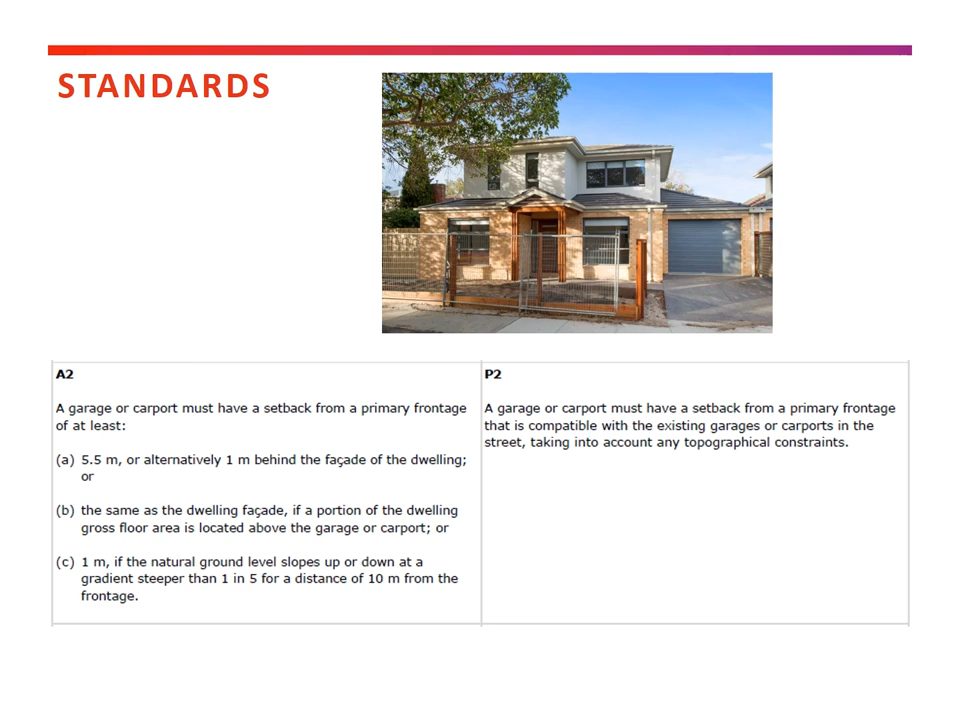 STANDARDS
A2
A garage or carport must have a setback from a primary frontage
of at least:
(a) 5.5 m, or alternatively 1 m behind the façade of the dwelling;
or
(b) the same as the dwelling façade, if a portion of the dwelling
gross floor area is located above the garage or carport; or
(c) 1 m, if the natural ground level slopes up or down at a
gradient steeper than 1 in 5 for a distance of 10 m from the
frontage.
P2
A garage or carport must have a setback from a primary frontage
that is compatible with the existing garages or carports in the
street, taking into account any topographical constraints.